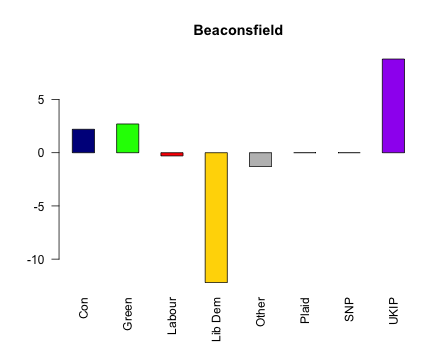 Beaconsfield
5
0
-5
-10
Con
Green
Labour
Lib Dem
Other
Plaid
SNP
UKIP